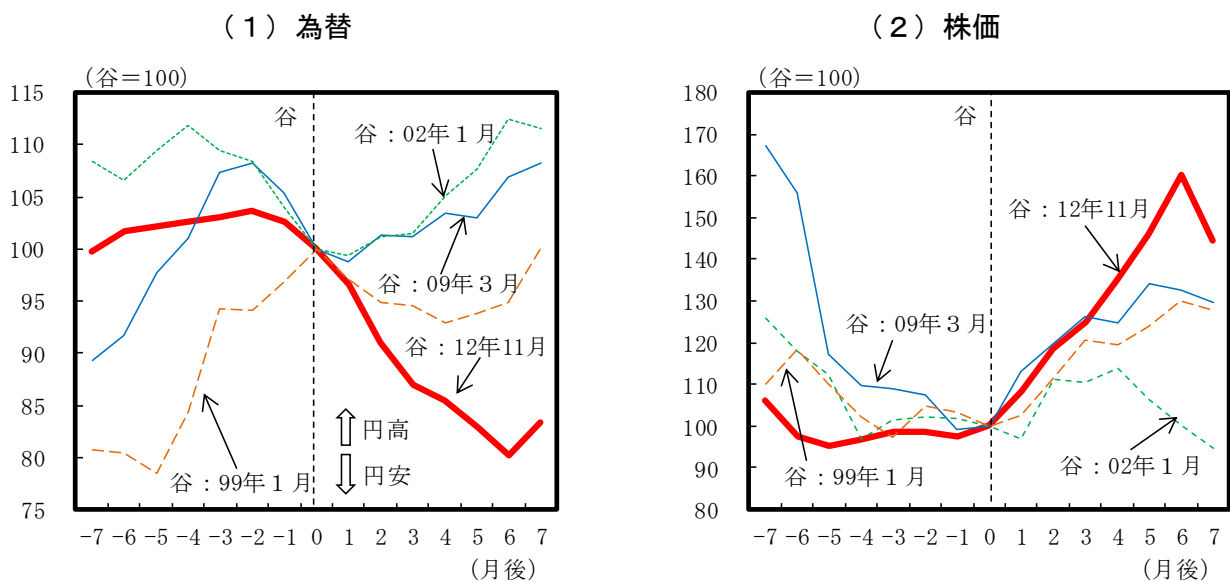 （１）為替
（谷＝100）
115
110
105
100
95
90
85
80
75
谷
谷：02年１月
谷：09年３月
谷：12年11月
谷：99年１月
円高
円安
-7 -6 -5 -4 -3 -2 -1 0 1 2 3 4 5 6 7
（月後）
（２）株価
（谷＝100）
180
170
160
150
140
130
120
110
100
90
80
谷
谷：12年11月
谷：09年３月
谷：99年１月
谷：02年１月
-7 -6 -5 -4 -3 -2 -1 0 1 2 3 4 5 6 7
（月後）